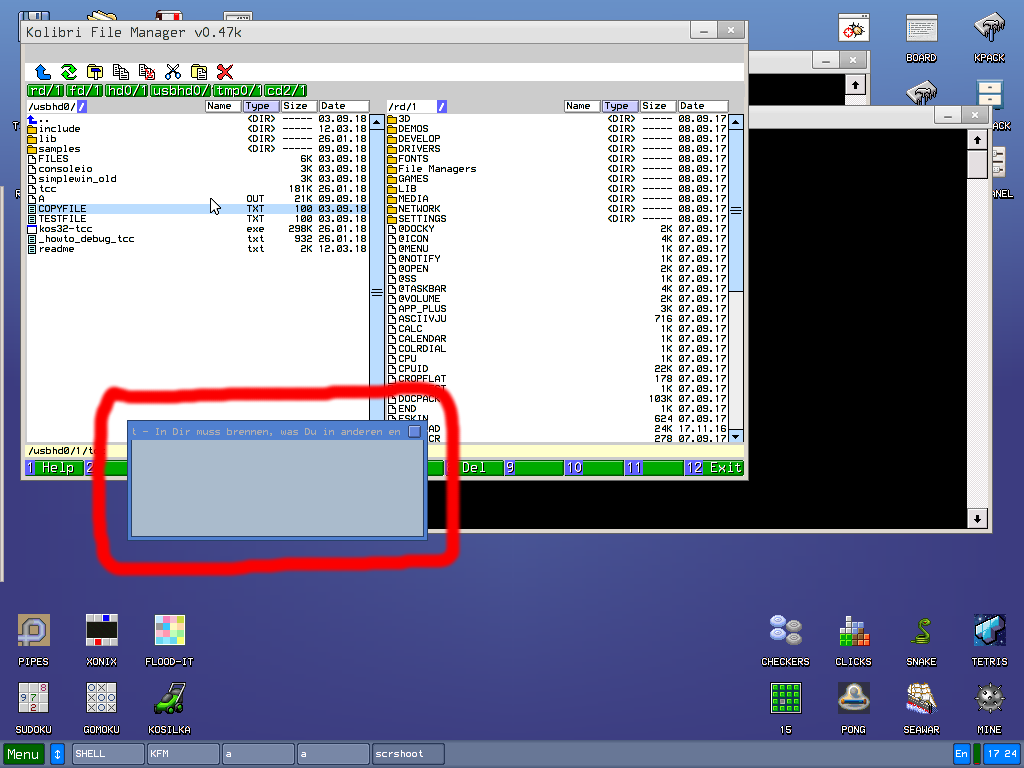 Kolibri File Manager v0.47k
rd/1 fd/1 hd0/1 usbhd0/ tmp0/1 cd2/1
/usbhd0/ / Name Type Size Date
/rd/1 / Name Type Size Date
.. <DIR> ----- 03.09.18
include <DIR> ----- 12.03.18
lib <DIR> ----- 26.01.18
samples <DIR> ----- 09.09.18
FILES 6K 03.09.18
consoleio 3K 03.09.18
simplewin_old 3K 03.09.18
tcc 181K 26.01.18
A OUT 21K 09.09.18
COPYFILE TXT 100 03.09.18
TESTFILE TXT 100 03.09.18
kos32-tcc exe 298K 26.01.18
_howto_debug_tcc txt 932 26.01.18
readme txt 2K 12.03.18
3D <DIR> ----- 08.09.17
DEMOS <DIR> ----- 08.09.17
DEVELOP <DIR> ----- 08.09.17
DRIVERS <DIR> ----- 08.09.17
FONTS <DIR> ----- 08.09.17
File Managers <DIR> ----- 08.09.17
GAMES <DIR> ----- 08.09.17
LIB <DIR> ----- 08.09.17
MEDIA <DIR> ----- 08.09.17
NETWORK <DIR> ----- 08.09.17
SETTINGS <DIR> ----- 08.09.17
@DOCKY 2K 07.09.17
@ICON 4K 07.09.17
@MENU 1K 07.09.17
@NOTIFY 1K 07.09.17
@OPEN 2K 07.09.17
@SS 1K 07.09.17
@TASKBAR 4K 07.09.17
@VOLUME 2K 07.09.17
APP_PLUS 3K 07.09.17
ASCIIVJU 716 07.09.17
CALC 1K 07.09.17
CALENDAR 1K 07.09.17
COLRDIAL 1K 07.09.17
CPU 1K 07.09.17
CPUID 22K 07.09.17
CROPFLAT 178 07.09.17
1K 07.09.17
DOCPACK 103K 07.09.17
END 1K 07.09.17
ESKIN 624 07.09.17
AD 24K 17.11.16
CR 278 07.09.17
t - In Dir muss brennen, was Du in anderen en
/usbhd0/1/t
1 Help 2 Del 9 10 11 12 Exit
BOARD
KPACK
PIPES
XONIX
FLOOD-IT
CHECKERS
CLICKS
SNAKE
TETRIS
SUDOKU
GOMOKU
KOSILKA
15
PONG
SEAWAR
MINE
Menu SHELL KFM a a scrshoot En 17 24